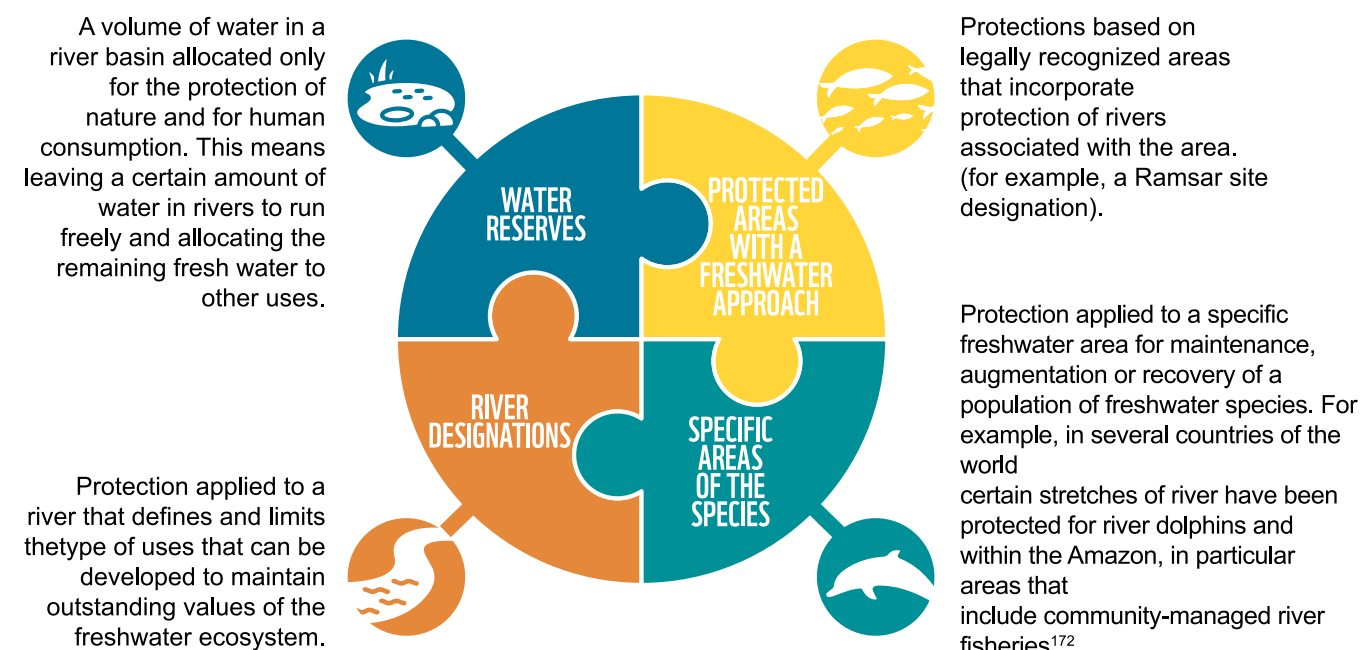 A volume of water in a
river basin allocated only
for the protection of
nature and for human
consumption. This means
leaving a certain amount of
water in rivers to run
freely and allocating the
remaining fresh water to
other uses.
WATER
RESERVES
PROTECTED
AREAS
WITH A
FRESHWATER
APPROACH
Protections based on
legally recognized areas
that incorporate
protection of rivers
associated with the area.
(for example, a Ramsar site
designation).
Protection applied to a
river that defines and limits
thetype of uses that can be
developed to maintain
outstanding values of the
freshwater ecosystem.
RIVER
DESIGNATIONS
SPECIFIC
AREAS
OF THE
SPECIES
Protection applied to a specific
freshwater area for maintenance,
augmentation or recovery of a
population of freshwater species. For
example, in several countries of the
world
certain stretches of river have been
protected for river dolphins and
within the Amazon, in particular
areas that
include community-managed river
fisheries¹⁷²